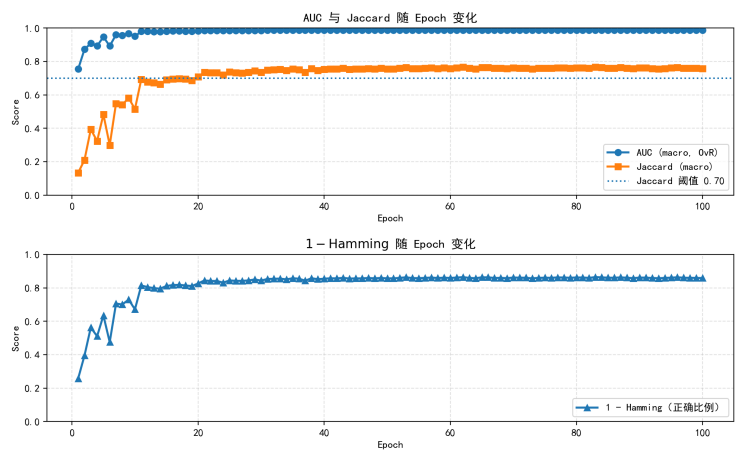 AUC 与 Jaccard 随 Epoch 变化
Score
1.0
0.8
0.6
0.4
0.2
0.0
AUC (macro, OvR)
Jaccard (macro)
Jaccard 阈值 0.70
0 20 40 60 80 100
Epoch
1 − Hamming 随 Epoch 变化
Score
1.0
0.8
0.6
0.4
0.2
0.0
1 - Hamming (正确比例)
0 20 40 60 80 100
Epoch